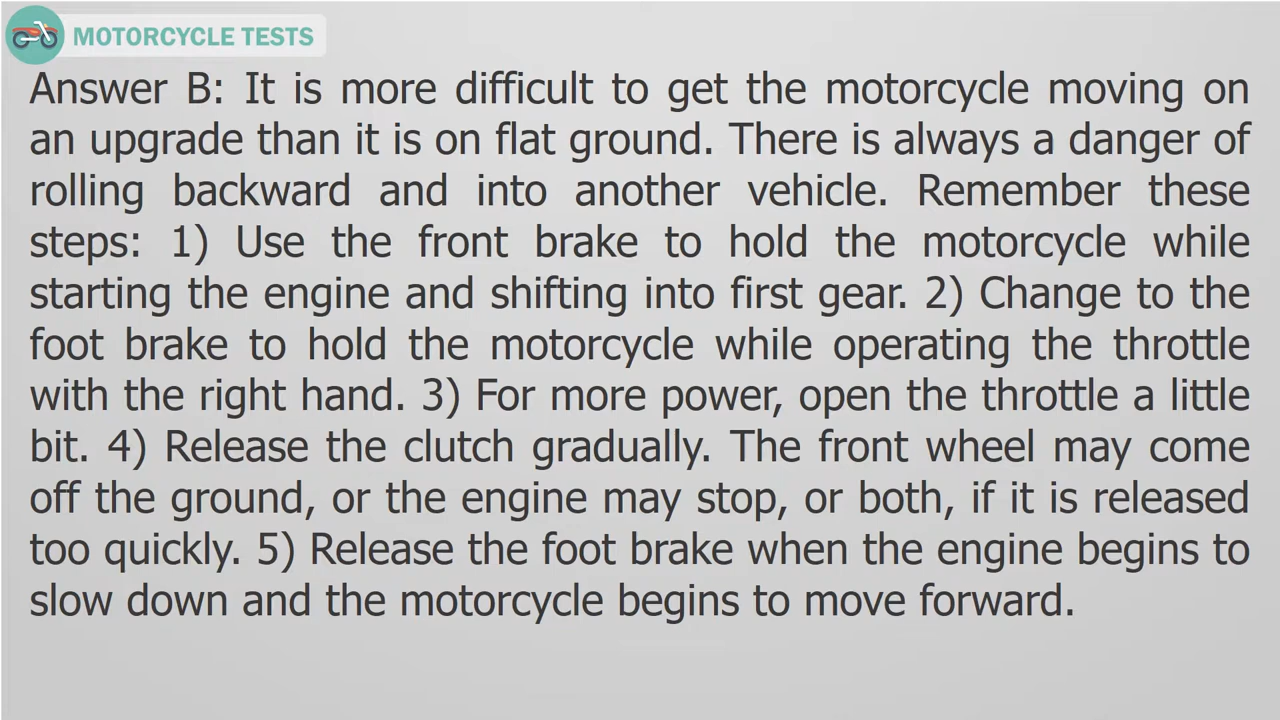 MOTORCYCLE TESTS
Answer B: It is more difficult to get the motorcycle moving on
an upgrade than it is on flat ground. There is always a danger of
rolling backward and into another vehicle. Remember these
steps: 1) Use the front brake to hold the motorcycle while
starting the engine and shifting into first gear. 2) Change to the
foot brake to hold the motorcycle while operating the throttle
with the right hand. 3) For more power, open the throttle a little
bit. 4) Release the clutch gradually. The front wheel may come
off the ground, or the engine may stop, or both, if it is released
too quickly. 5) Release the foot brake when the engine begins to
slow down and the motorcycle begins to move forward.